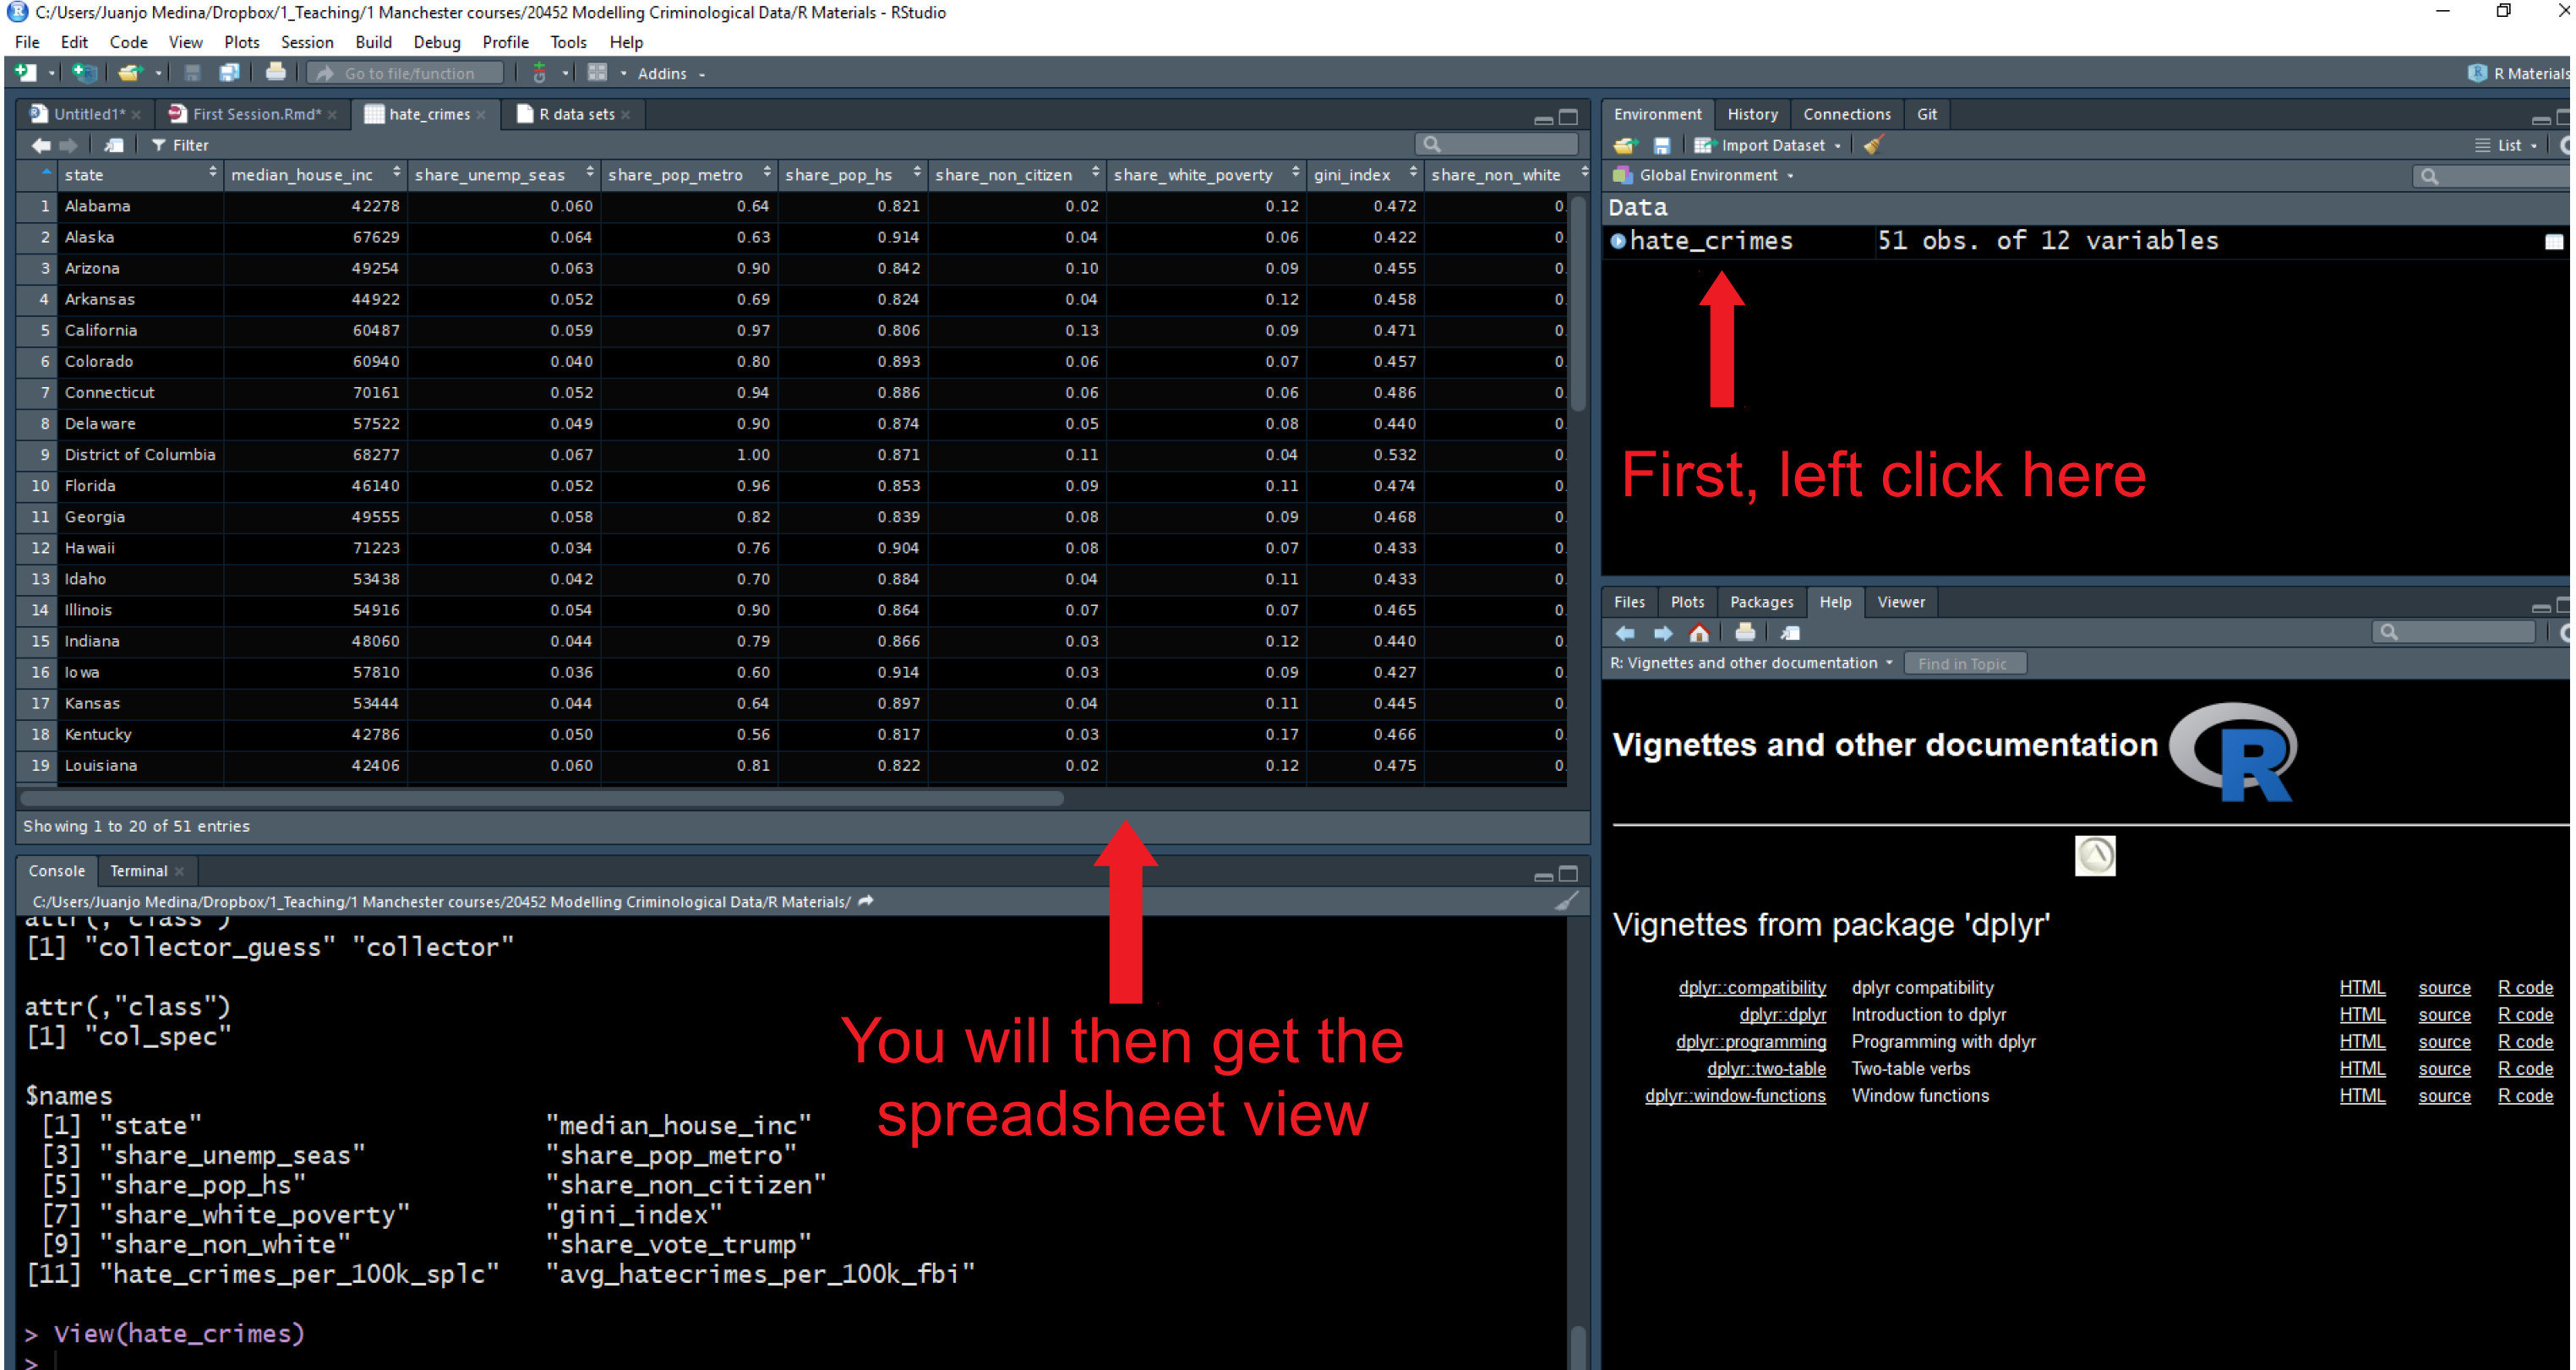 C:/Users/Juanjo Medina/Dropbox/1_Teaching/1 Manchester courses/20452 Modelling Criminological Data/R Materials - RStudio
File Edit Code View Plots Session Build Debug Profile Tools Help
Go to file/function Addins R Materials
Untitled1* First Session.Rmd* hate_crimes R data sets
Filter
state median_house_inc share_unemp_seas share_pop_metro share_pop_hs share_non_citizen share_white_poverty gini_index share_non_white
1 Alabama 42278 0.060 0.64 0.821 0.02 0.12 0.472 0.
2 Alaska 67629 0.064 0.63 0.914 0.04 0.06 0.422 0.
3 Arizona 49254 0.063 0.90 0.842 0.10 0.09 0.455 0.
4 Arkansas 44922 0.052 0.69 0.824 0.04 0.12 0.458 0.
5 California 60487 0.059 0.97 0.806 0.13 0.09 0.471 0.
6 Colorado 60940 0.040 0.80 0.893 0.06 0.07 0.457 0.
7 Connecticut 70161 0.052 0.94 0.886 0.06 0.06 0.486 0.
8 Delaware 57522 0.049 0.90 0.874 0.05 0.08 0.440 0.
9 District of Columbia 68277 0.067 1.00 0.871 0.11 0.04 0.532 0.
10 Florida 46140 0.052 0.96 0.853 0.09 0.11 0.474 0.
11 Georgia 49555 0.058 0.82 0.839 0.08 0.09 0.468 0.
12 Hawaii 71223 0.034 0.76 0.904 0.08 0.07 0.433 0.
13 Idaho 53438 0.042 0.70 0.884 0.04 0.11 0.433 0.
14 Illinois 54916 0.054 0.90 0.864 0.07 0.07 0.465 0.
15 Indiana 48060 0.044 0.79 0.866 0.03 0.12 0.440 0.
16 Iowa 57810 0.036 0.60 0.914 0.03 0.09 0.427 0.
17 Kansas 53444 0.044 0.64 0.897 0.04 0.11 0.445 0.
18 Kentucky 42786 0.050 0.56 0.817 0.03 0.17 0.466 0.
19 Louisiana 42406 0.060 0.81 0.822 0.02 0.12 0.475 0.
Showing 1 to 20 of 51 entries
Console Terminal
C:/Users/Juanjo Medina/Dropbox/1_Teaching/1 Manchester courses/20452 Modelling Criminological Data/R Materials/
attr(,"class")
[1] "collector_guess" "collector"
attr(,"class")
[1] "col_spec"
$names
[1] "state" "median_house_inc"
[3] "share_unemp_seas" "share_pop_metro"
[5] "share_pop_hs" "share_non_citizen"
[7] "share_white_poverty" "gini_index"
[9] "share_non_white" "share_vote_trump"
[11] "hate_crimes_per_100k_splc" "avg_hatecrimes_per_100k_fbi"
> View(hate_crimes)
>
You will then get the
spreadsheet view
Environment History Connections Git
Import Dataset List
Global Environment
Data
hate_crimes 51 obs. of 12 variables
First, left click here
Files Plots Packages Help Viewer
R: Vignettes and other documentation Find in Topic
Vignettes and other documentation R
Vignettes from package 'dplyr'
dplyr::compatibility dplyr compatibility HTML source R code
dplyr::dplyr Introduction to dplyr HTML source R code
dplyr::programming Programming with dplyr HTML source R code
dplyr::two-table Two-table verbs HTML source R code
dplyr::window-functions Window functions HTML source R code